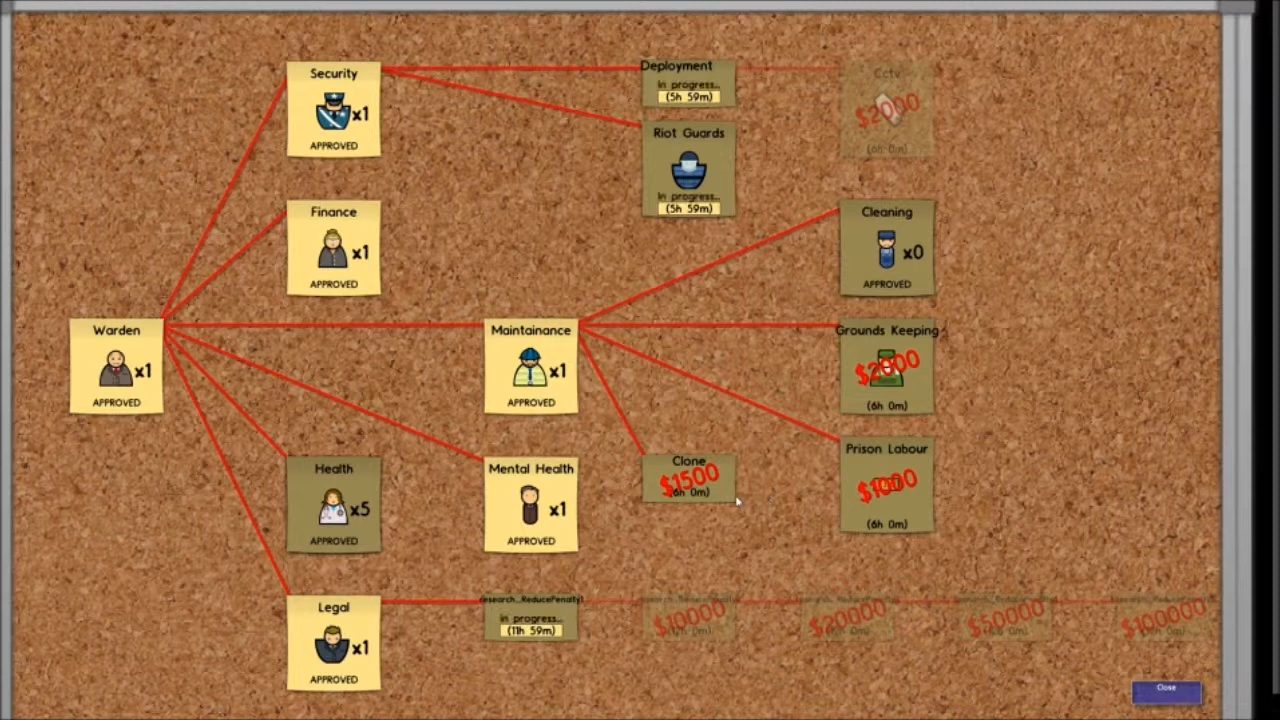 Security
x1
APPROVED
Deployment
In progress..
(5h 59m)
Cctv
$2000
(6h 0m)
Riot Guards
In progress..
(5h 59m)
Finance
x1
APPROVED
Cleaning
x0
APPROVED
Warden
x1
APPROVED
Maintainance
x1
APPROVED
Grounds Keeping
$2000
(6h 0m)
Health
x5
APPROVED
Mental Health
x1
APPROVED
Clone
$1500
(6h 0m)
Prison Labour
$1000
(6h 0m)
Legal
x1
APPROVED
research_ReducePenalty1
In progress..
(11h 59m)
$10000
$20000
$50000
$100000
Close